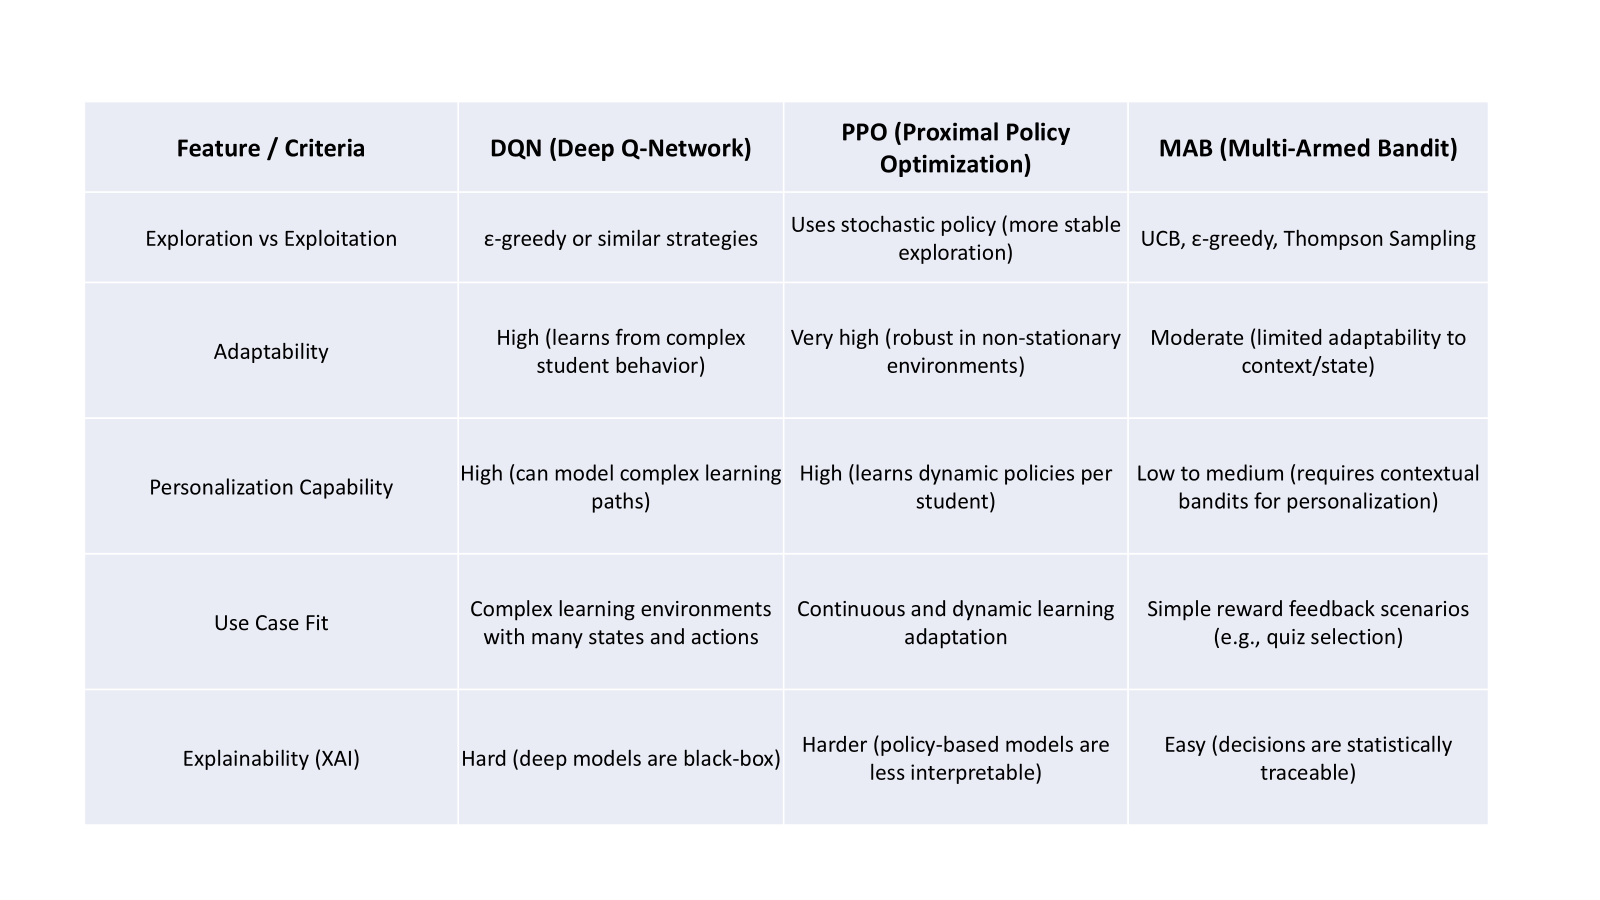 Feature / Criteria
DQN (Deep Q-Network)
PPO (Proximal Policy
Optimization)
MAB (Multi-Armed Bandit)
Exploration vs Exploitation
ε-greedy or similar strategies
Uses stochastic policy (more stable
exploration)
UCB, ε-greedy, Thompson Sampling
Adaptability
High (learns from complex
student behavior)
Very high (robust in non-stationary
environments)
Moderate (limited adaptability to
context/state)
Personalization Capability
High (can model complex learning
paths)
High (learns dynamic policies per
student)
Low to medium (requires contextual
bandits for personalization)
Use Case Fit
Complex learning environments
with many states and actions
Continuous and dynamic learning
adaptation
Simple reward feedback scenarios
(e.g., quiz selection)
Explainability (XAI)
Hard (deep models are black-box)
Harder (policy-based models are
less interpretable)
Easy (decisions are statistically
traceable)